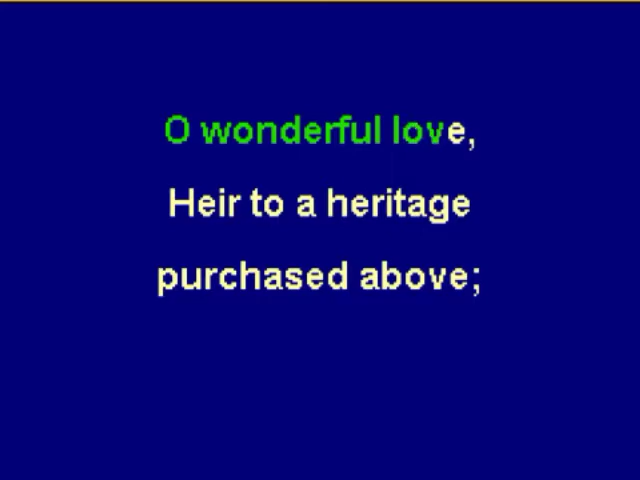 O wonderful love,
Heir to a heritage
purchased above;